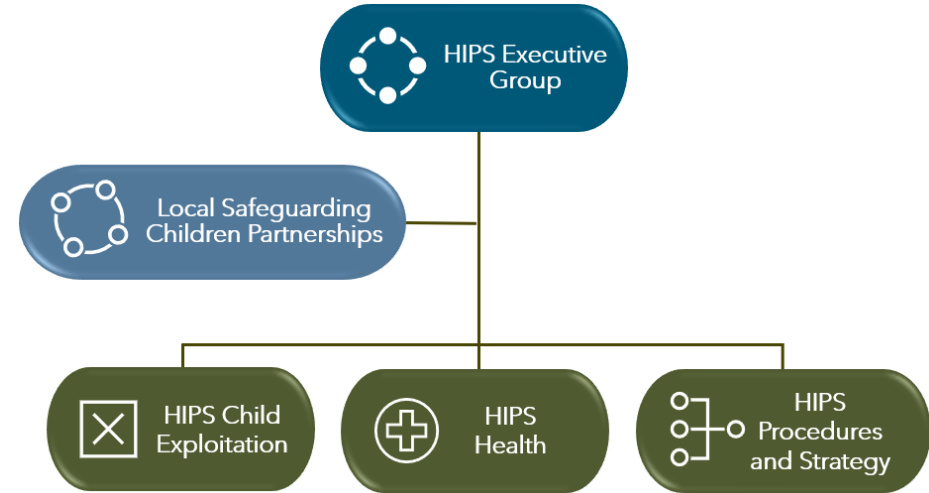 HIPS Executive
Group
Local Safeguarding
Children Partnerships
HIPS Child
Exploitation
HIPS
Health
HIPS
Procedures
and Strategy